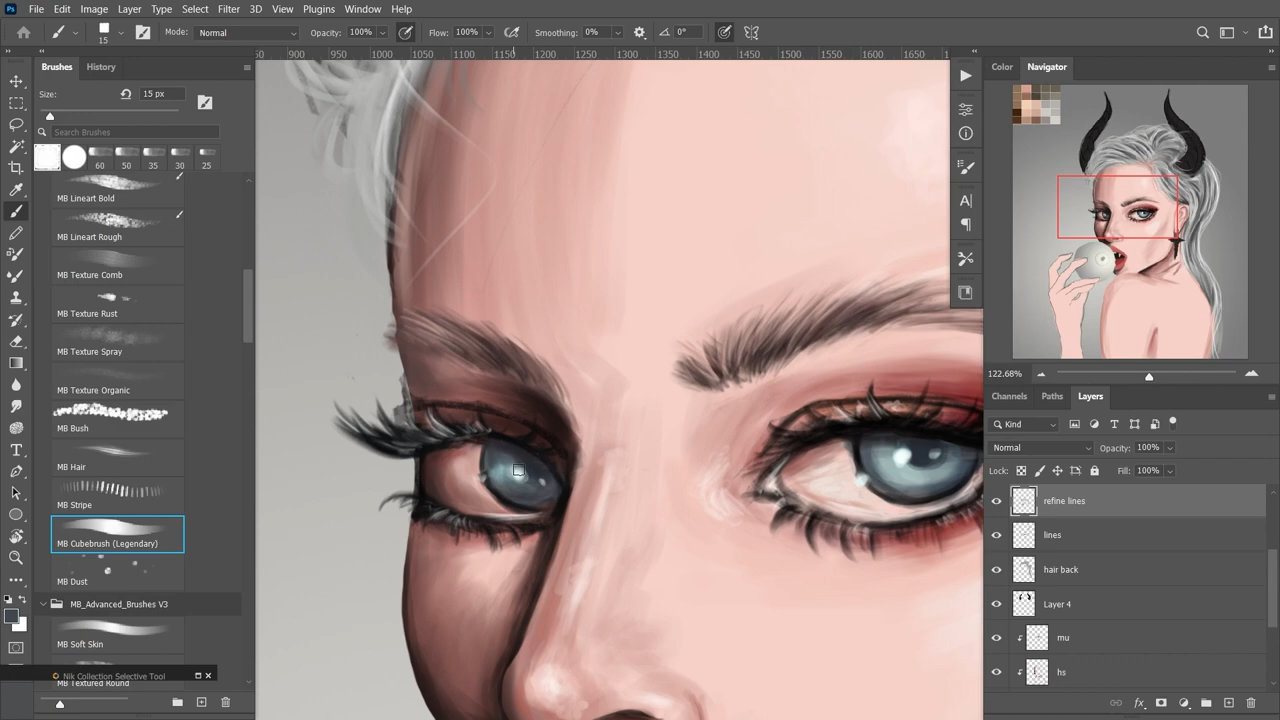 Ps File Edit Image Layer Type Select Filter 3D View Plugins Window Help
15 Mode: Normal Opacity: 100% Flow: 100% Smoothing: 0% 0°
Brushes History
950 1000 1050 1100 1150 1200 1250 1300 1350 1400 1450 1500 1550 1600 1650
Color Navigator
Size: 15 px
Search Brushes
60 50 35 30 25
MB Lineart Bold
MB Lineart Rough
MB Texture Comb
MB Texture Rust
MB Texture Spray
MB Texture Organic
MB Bush
MB Hair
MB Stripe
MB Cubebrush (Legendary)
MB Dust
MB_Advanced_Brushes V3
MB Soft Skin
Nik Collection Selective Tool
MB Textured Round
122.68%
Channels Paths Layers
Kind
Normal Opacity: 100%
Lock: Fill: 100%
refine lines
lines
hair back
Layer 4
mu
hs
fx